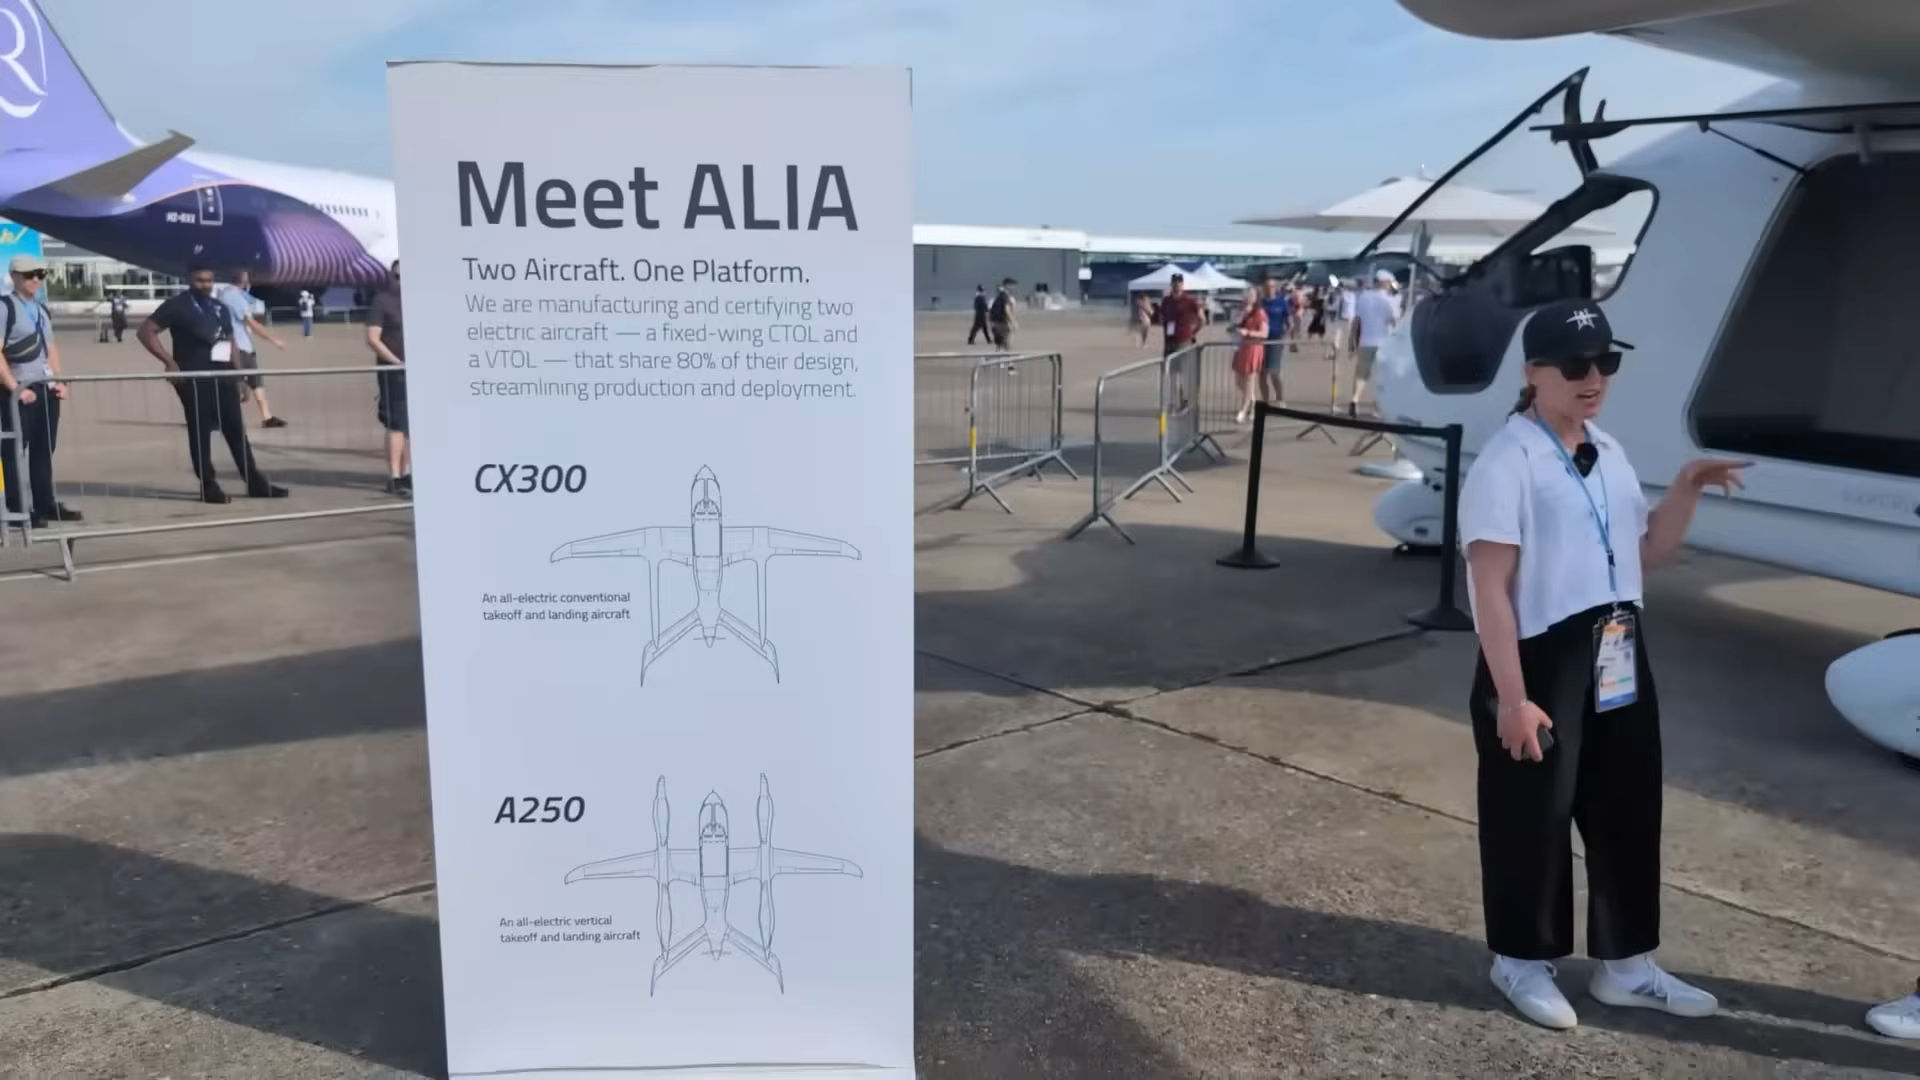 Meet ALIA
Two Aircraft. One Platform.
We are manufacturing and certifying two
electric aircraft — a fixed-wing CTOL and
a VTOL — that share 80% of their design,
streamlining production and deployment.
CX300
An all-electric conventional
takeoff and landing aircraft
A250
An all-electric vertical
takeoff and landing aircraft